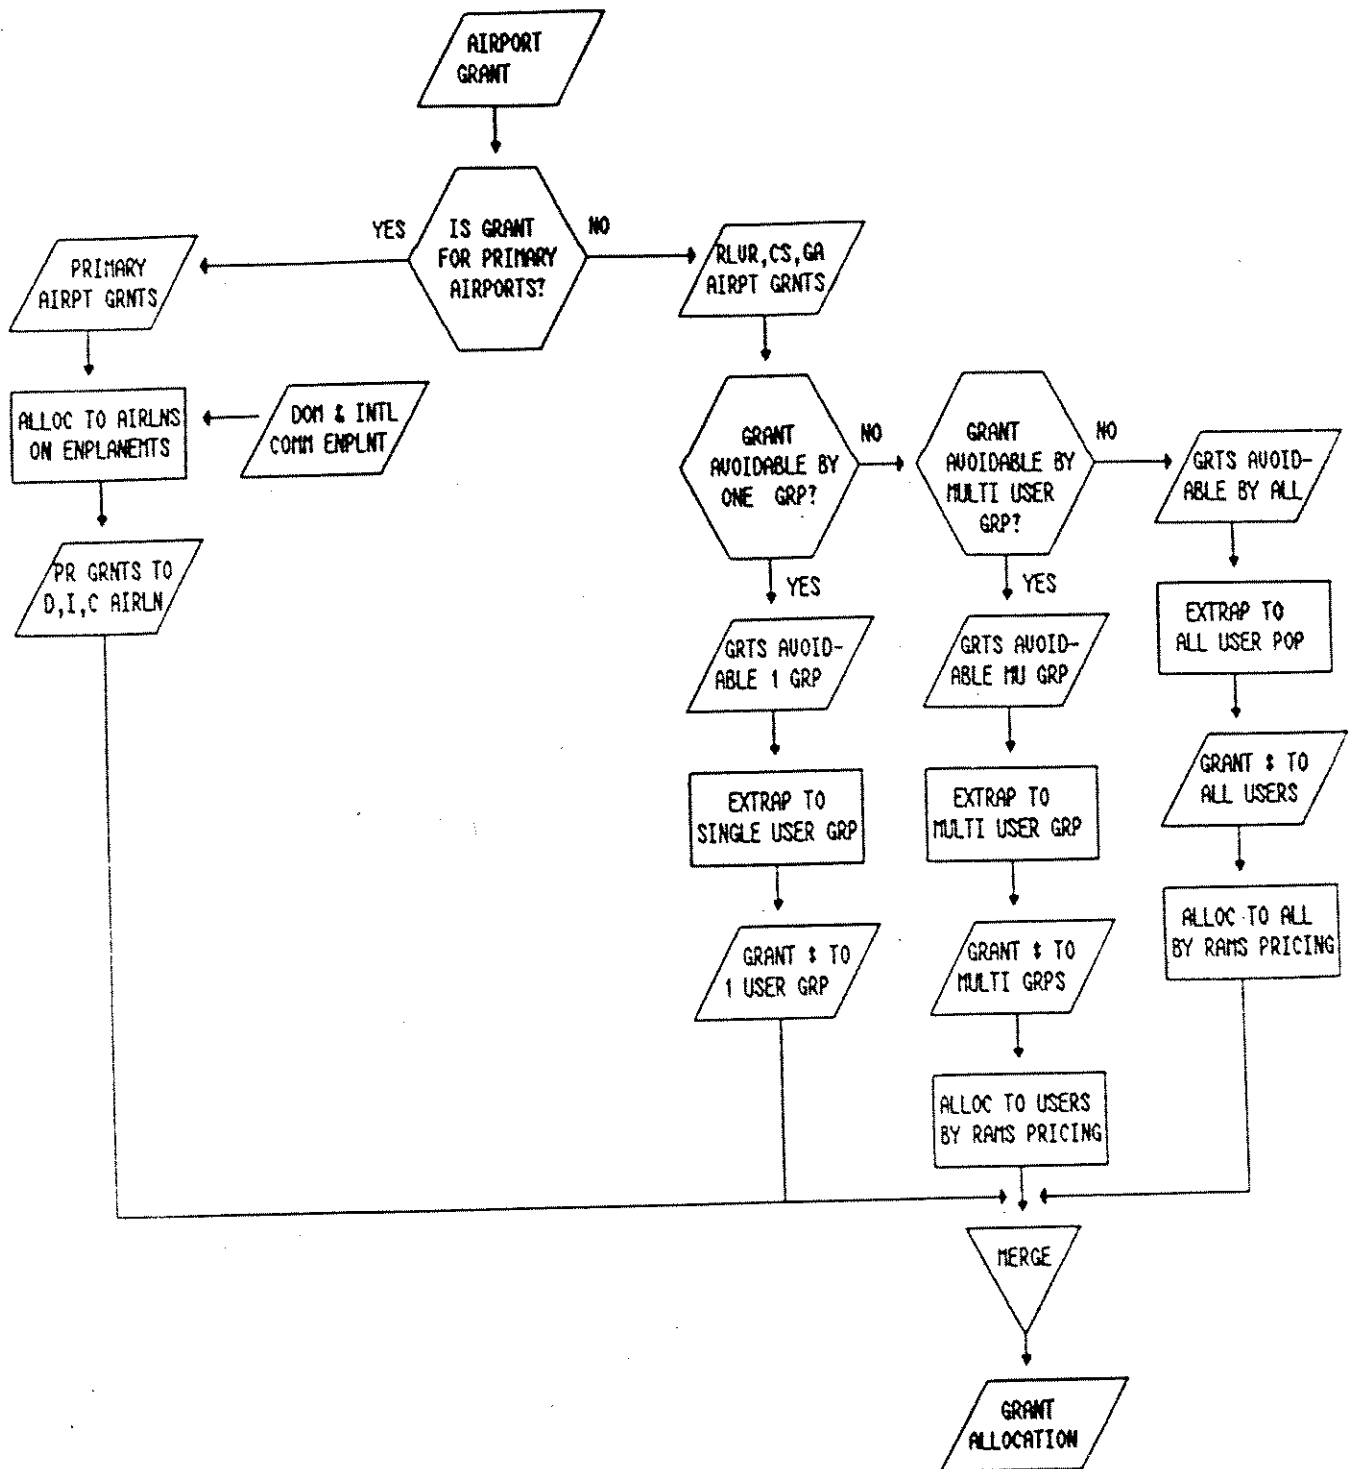 AIRPORT
GRANT
IS GRANT
FOR PRIMARY
AIRPORTS?
YES
NO
PRIMARY
AIRPT GRNTS
RLVR,CS,GA
AIRPT GRNTS
ALLOC TO AIRLNS
ON ENPLANEMTS
DOM & INTL
COMM ENPLNT
PR GRNTS TO
D,I,C AIRLN
GRANT
AVOIDABLE BY
ONE GRP?
NO
GRANT
AVOIDABLE BY
MULTI USER
GRP?
NO
GRTS AVOID-
ABLE BY ALL
YES
YES
GRTS AVOID-
ABLE 1 GRP
GRTS AVOID-
ABLE MU GRP
EXTRAP TO
ALL USER POP
EXTRAP TO
SINGLE USER GRP
EXTRAP TO
MULTI USER GRP
GRANT $ TO
ALL USERS
GRANT $ TO
1 USER GRP
GRANT $ TO
MULTI GRPS
ALLOC TO ALL
BY RAMS PRICING
ALLOC TO USERS
BY RAMS PRICING
MERGE
GRANT
ALLOCATION